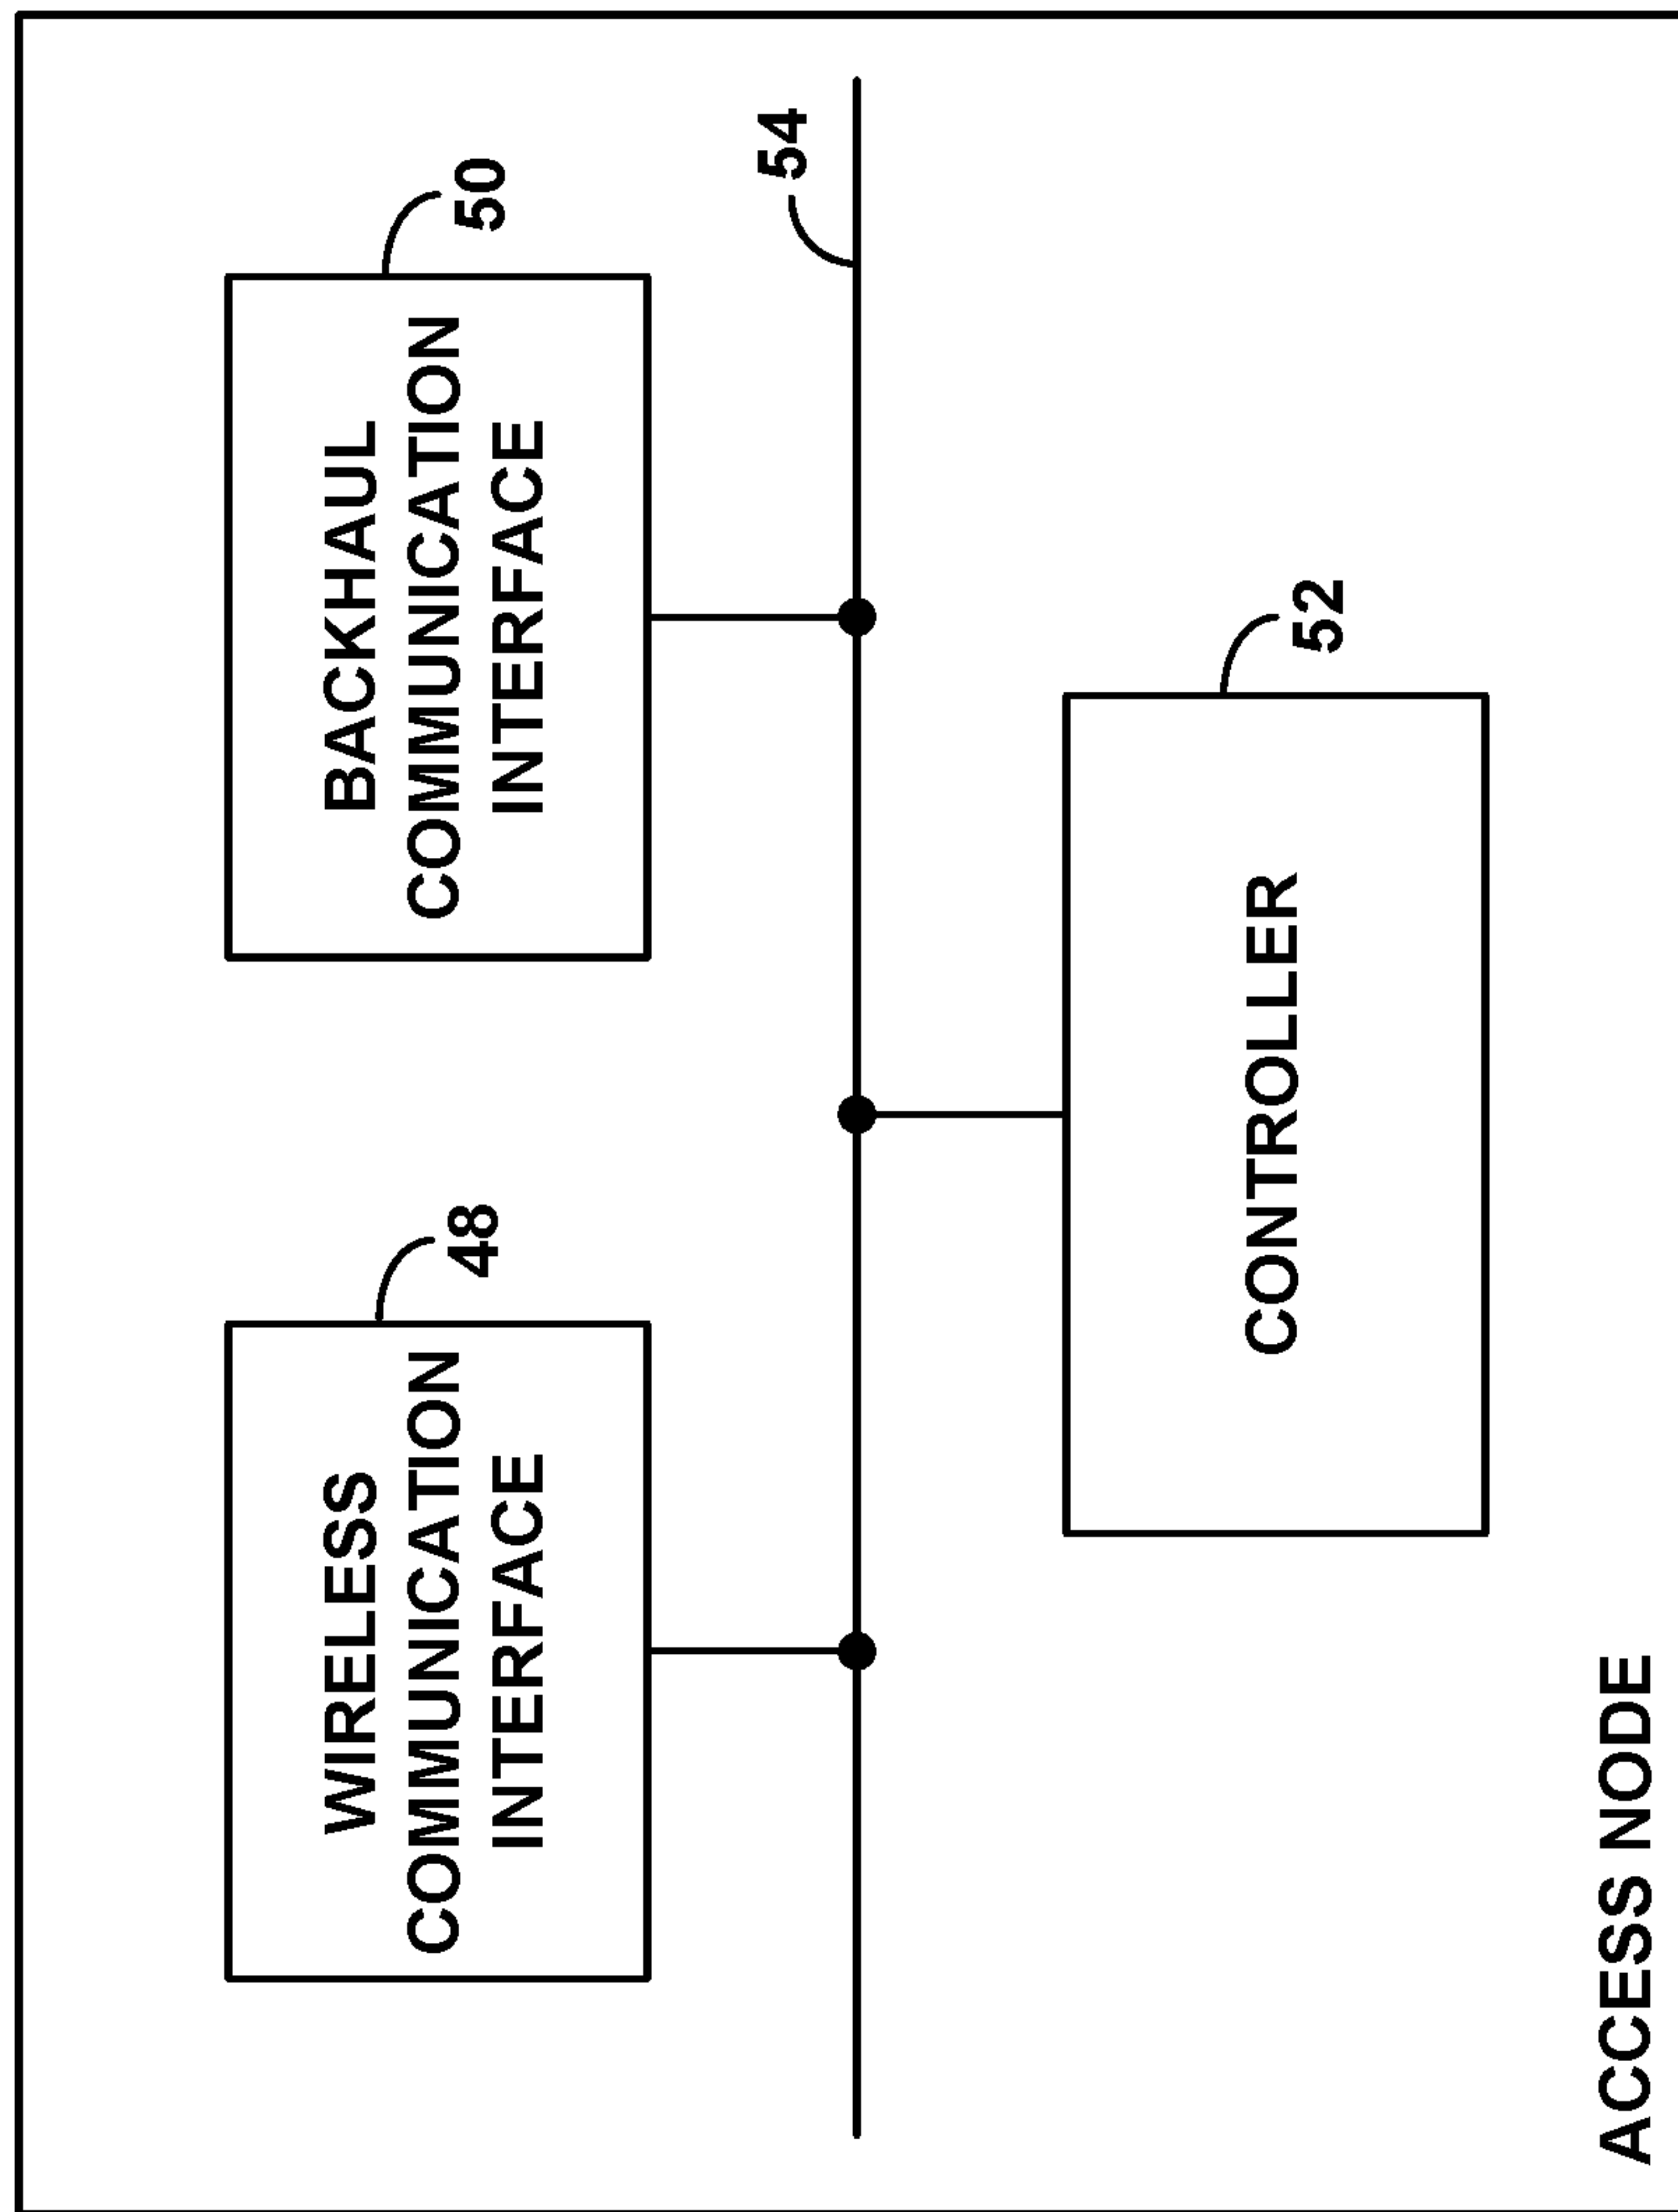 WIRELESS
COMMUNICATION
INTERFACE
48
BACKHAUL
COMMUNICATION
INTERFACE
50
54
CONTROLLER
52
ACCESS NODE